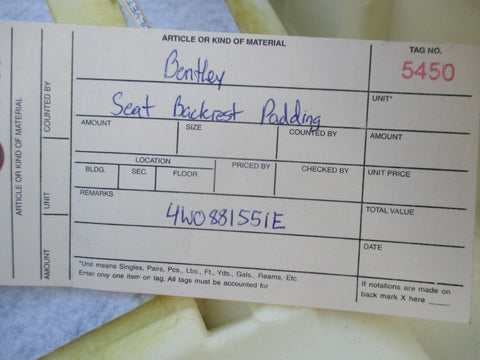 ARTICLE OR KIND OF MATERIAL
TAG NO.
Bentley
5450
Seat Backrest Padding
UNIT*
AMOUNT
SIZE
COUNTED BY
AMOUNT
LOCATION
PRICED BY
CHECKED BY
UNIT PRICE
BLDG.
SEC.
FLOOR
REMARKS
TOTAL VALUE
4W0881551E
DATE
*Unit means Singles, Pairs, Pcs., Lbs., Ft., Yds., Gals., Reams, Etc.
Enter only one item on tag. All tags must be accounted for
If notations are made on
back mark X here ____
ARTICLE OR KIND OF MATERIAL
COUNTED BY
UNIT
AMOUNT